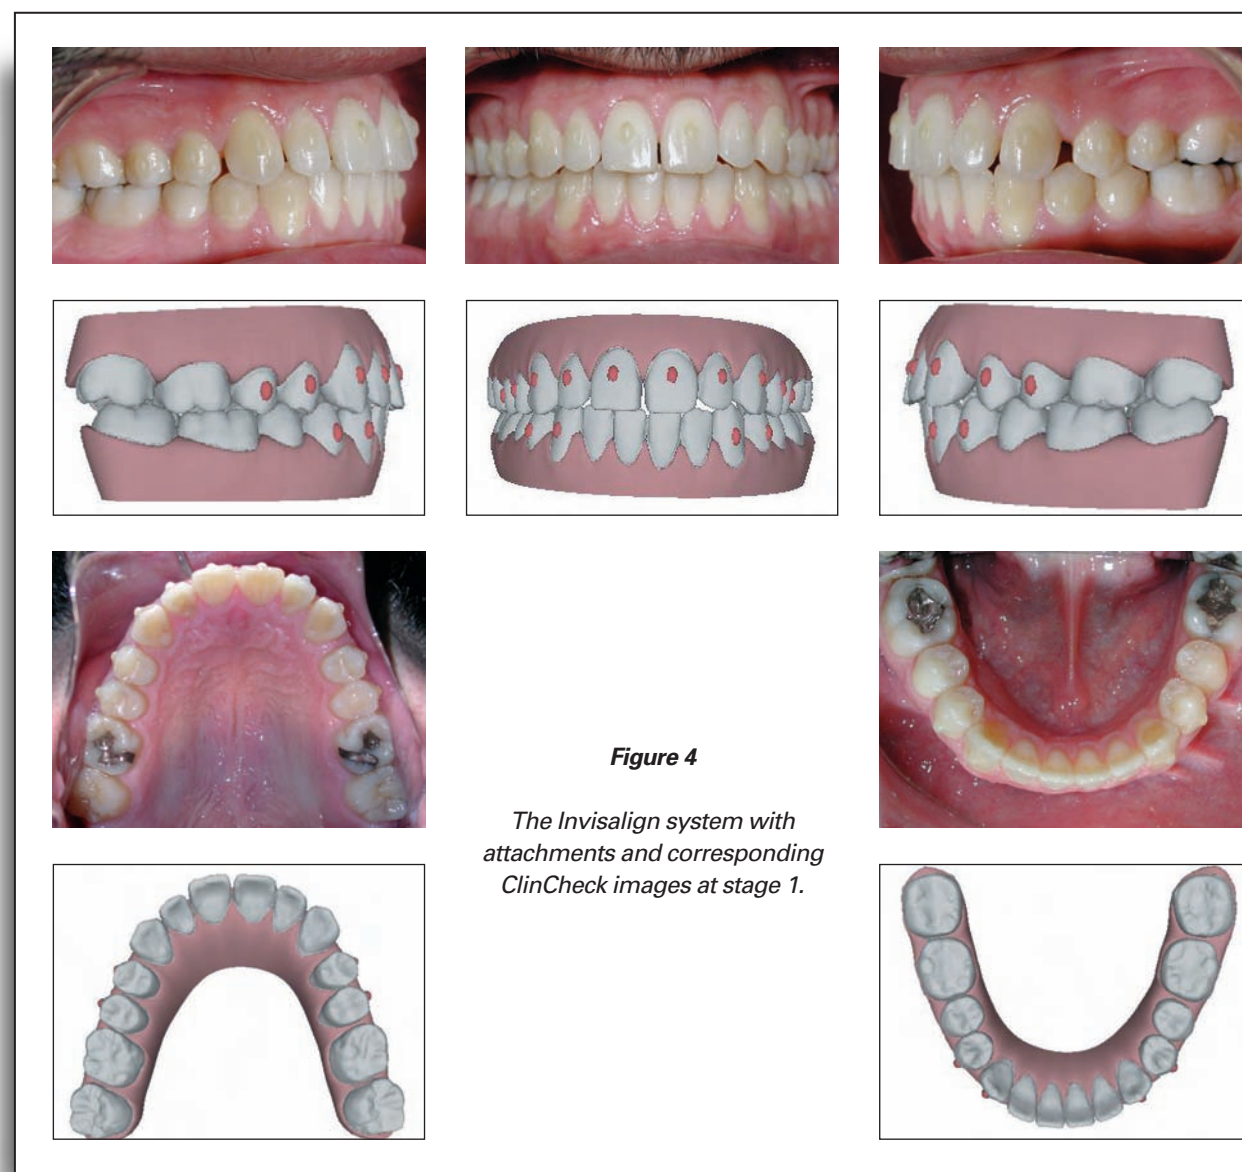 Figure 4
The Invisalign system with
attachments and corresponding
ClinCheck images at stage 1.